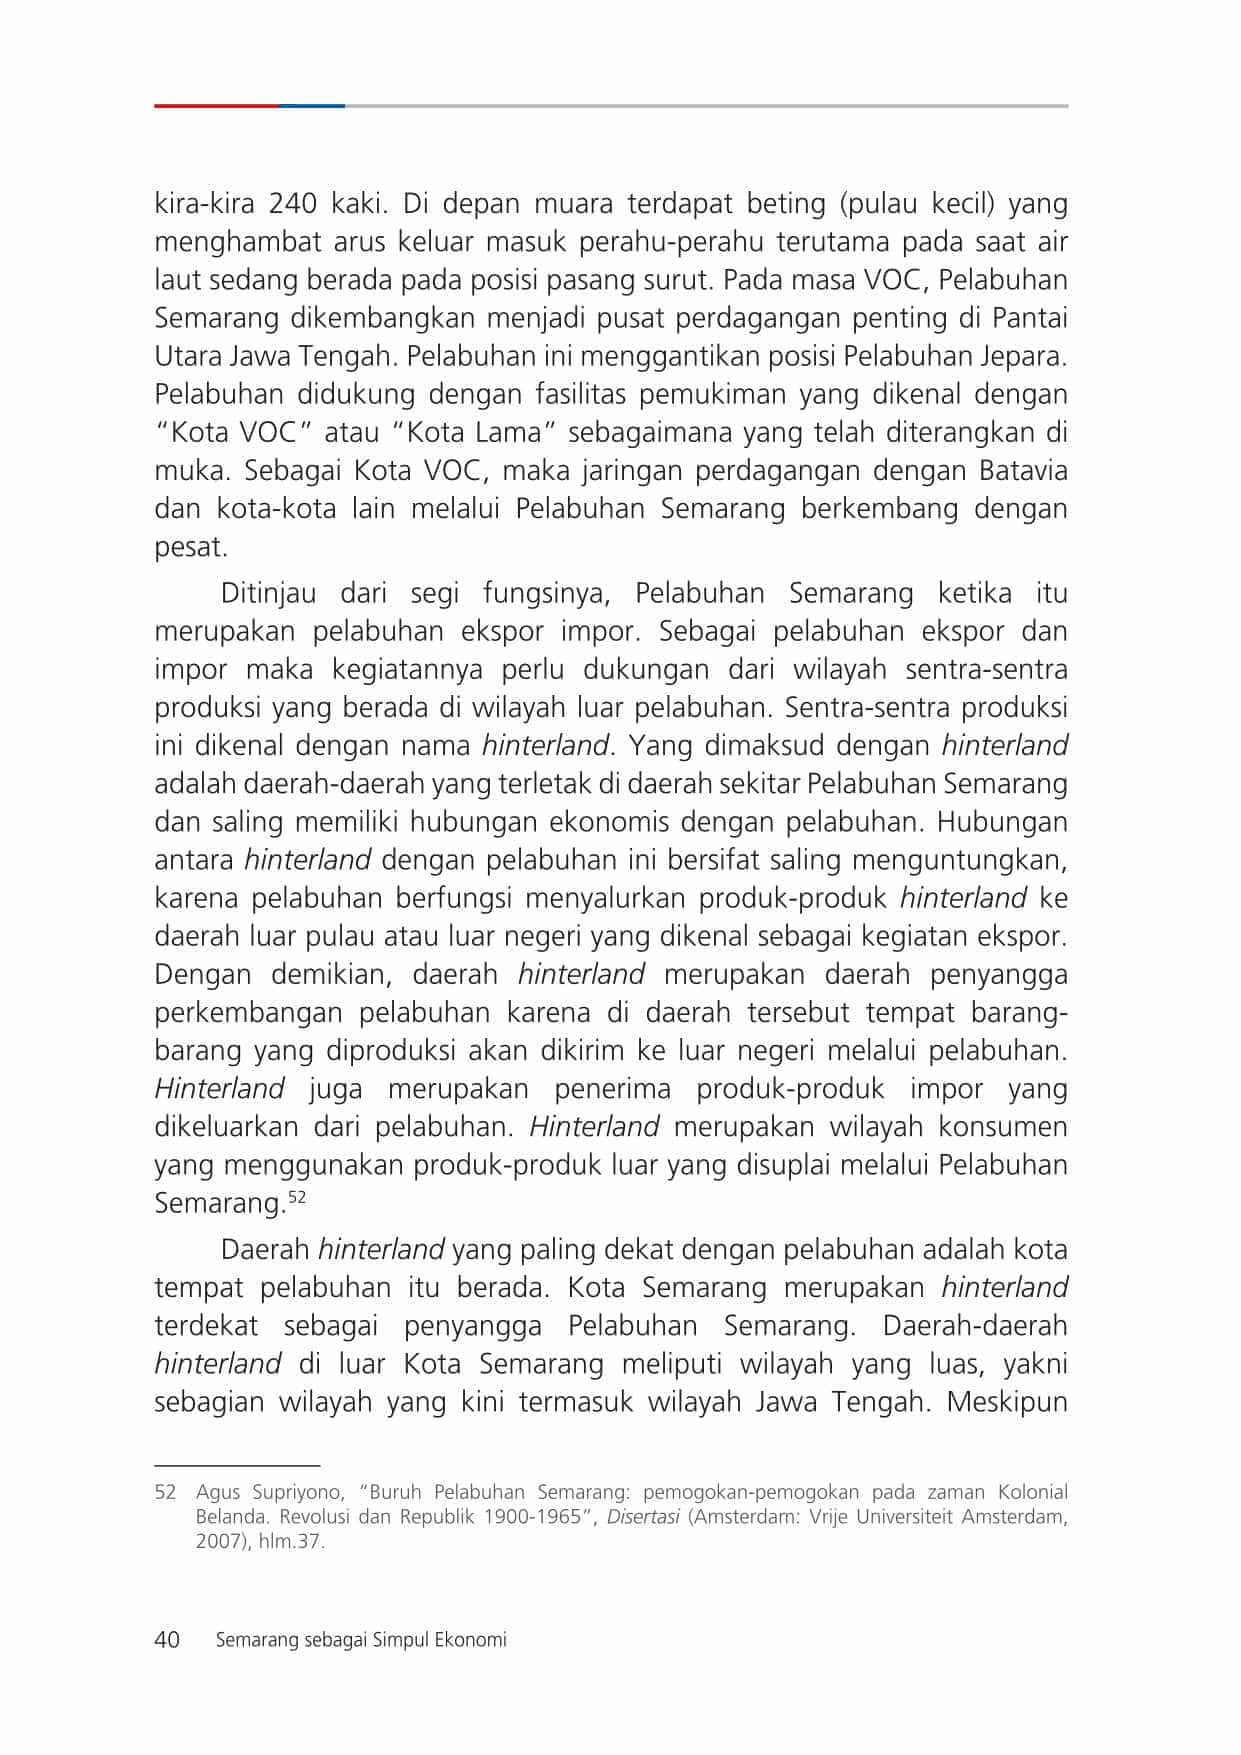 kira-kira 240 kaki. Di depan muara terdapat beting (pulau kecil) yang
menghambat arus keluar masuk perahu-perahu terutama pada saat air
laut sedang berada pada posisi pasang surut. Pada masa VOC, Pelabuhan
Semarang dikembangkan menjadi pusat perdagangan penting di Pantai
Utara Jawa Tengah. Pelabuhan ini menggantikan posisi Pelabuhan Jepara.
Pelabuhan didukung dengan fasilitas pemukiman yang dikenal dengan
“Kota VOC” atau “Kota Lama” sebagaimana yang telah diterangkan di
muka. Sebagai Kota VOC, maka jaringan perdagangan dengan Batavia
dan kota-kota lain melalui Pelabuhan Semarang berkembang dengan
pesat.
Ditinjau dari segi fungsinya, Pelabuhan Semarang ketika itu
merupakan pelabuhan ekspor impor. Sebagai pelabuhan ekspor dan
impor maka kegiatannya perlu dukungan dari wilayah sentra-sentra
produksi yang berada di wilayah luar pelabuhan. Sentra-sentra produksi
ini dikenal dengan nama hinterland. Yang dimaksud dengan hinterland
adalah daerah-daerah yang terletak di daerah sekitar Pelabuhan Semarang
dan saling memiliki hubungan ekonomis dengan pelabuhan. Hubungan
antara hinterland dengan pelabuhan ini bersifat saling menguntungkan,
karena pelabuhan berfungsi menyalurkan produk-produk hinterland ke
daerah luar pulau atau luar negeri yang dikenal sebagai kegiatan ekspor.
Dengan demikian, daerah hinterland merupakan daerah penyangga
perkembangan pelabuhan karena di daerah tersebut tempat barang-
barang yang diproduksi akan dikirim ke luar negeri melalui pelabuhan.
Hinterland juga merupakan penerima produk-produk impor yang
dikeluarkan dari pelabuhan. Hinterland merupakan wilayah konsumen
yang menggunakan produk-produk luar yang disuplai melalui Pelabuhan
Semarang.52
Daerah hinterland yang paling dekat dengan pelabuhan adalah kota
tempat pelabuhan itu berada. Kota Semarang merupakan hinterland
terdekat sebagai penyangga Pelabuhan Semarang. Daerah-daerah
hinterland di luar Kota Semarang meliputi wilayah yang luas, yakni
sebagian wilayah yang kini termasuk wilayah Jawa Tengah. Meskipun
52 Agus Supriyono, “Buruh Pelabuhan Semarang: pemogokan-pemogokan pada zaman Kolonial
Belanda. Revolusi dan Republik 1900-1965”, Disertasi (Amsterdam: Vrije Universiteit Amsterdam,
2007), hlm.37.
40 Semarang sebagai Simpul Ekonomi